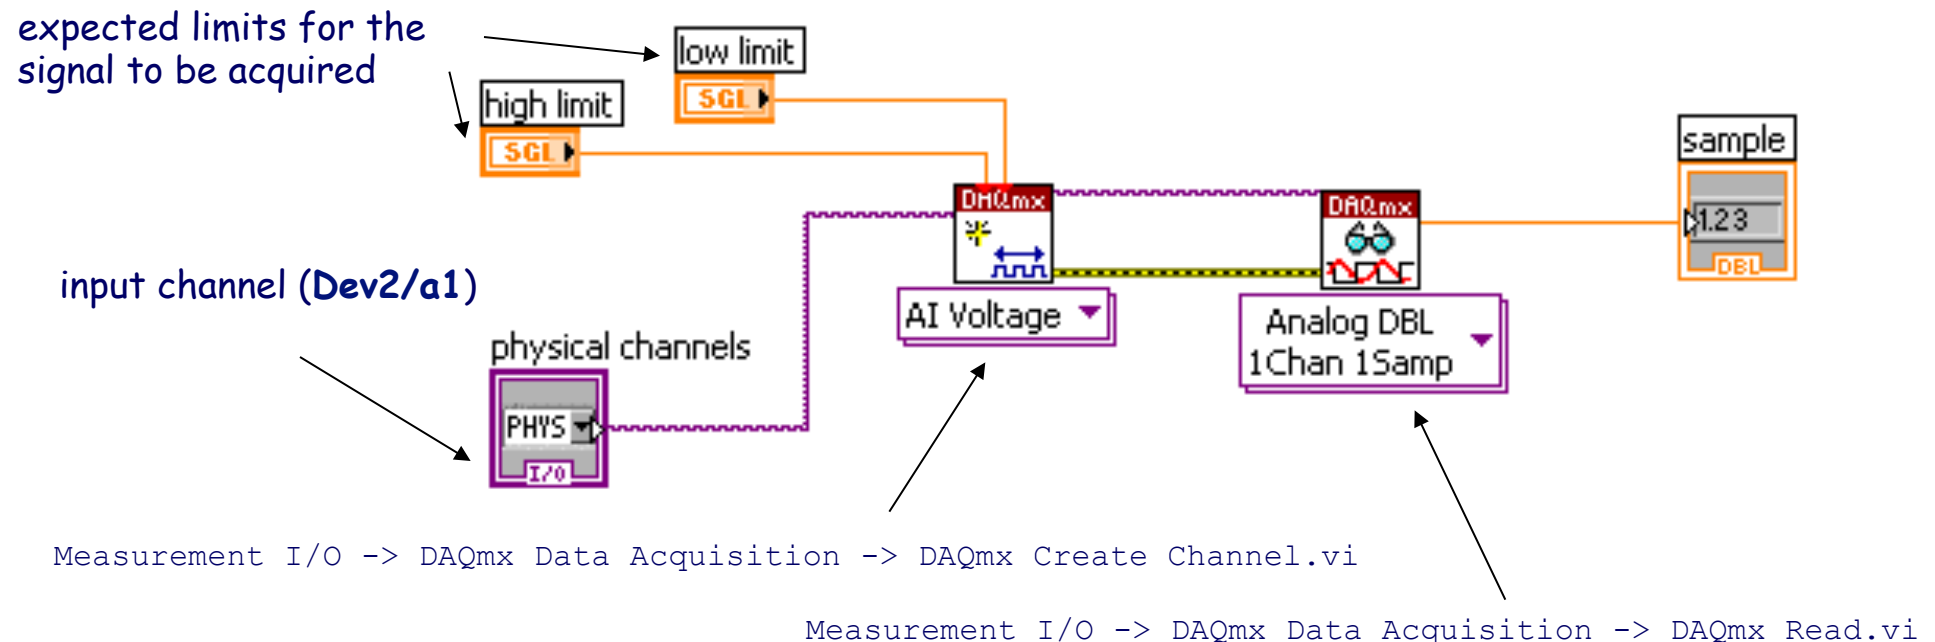 expected limits for the
signal to be acquired
low limit
SGL
high limit
SGL
sample
1.23
DBL
DAQmx
DAQmx
input channel (Dev2/a1)
AI Voltage
Analog DBL
1Chan 1Samp
physical channels
PHYS
I/O
Measurement I/O -> DAQmx Data Acquisition -> DAQmx Create Channel.vi
Measurement I/O -> DAQmx Data Acquisition -> DAQmx Read.vi